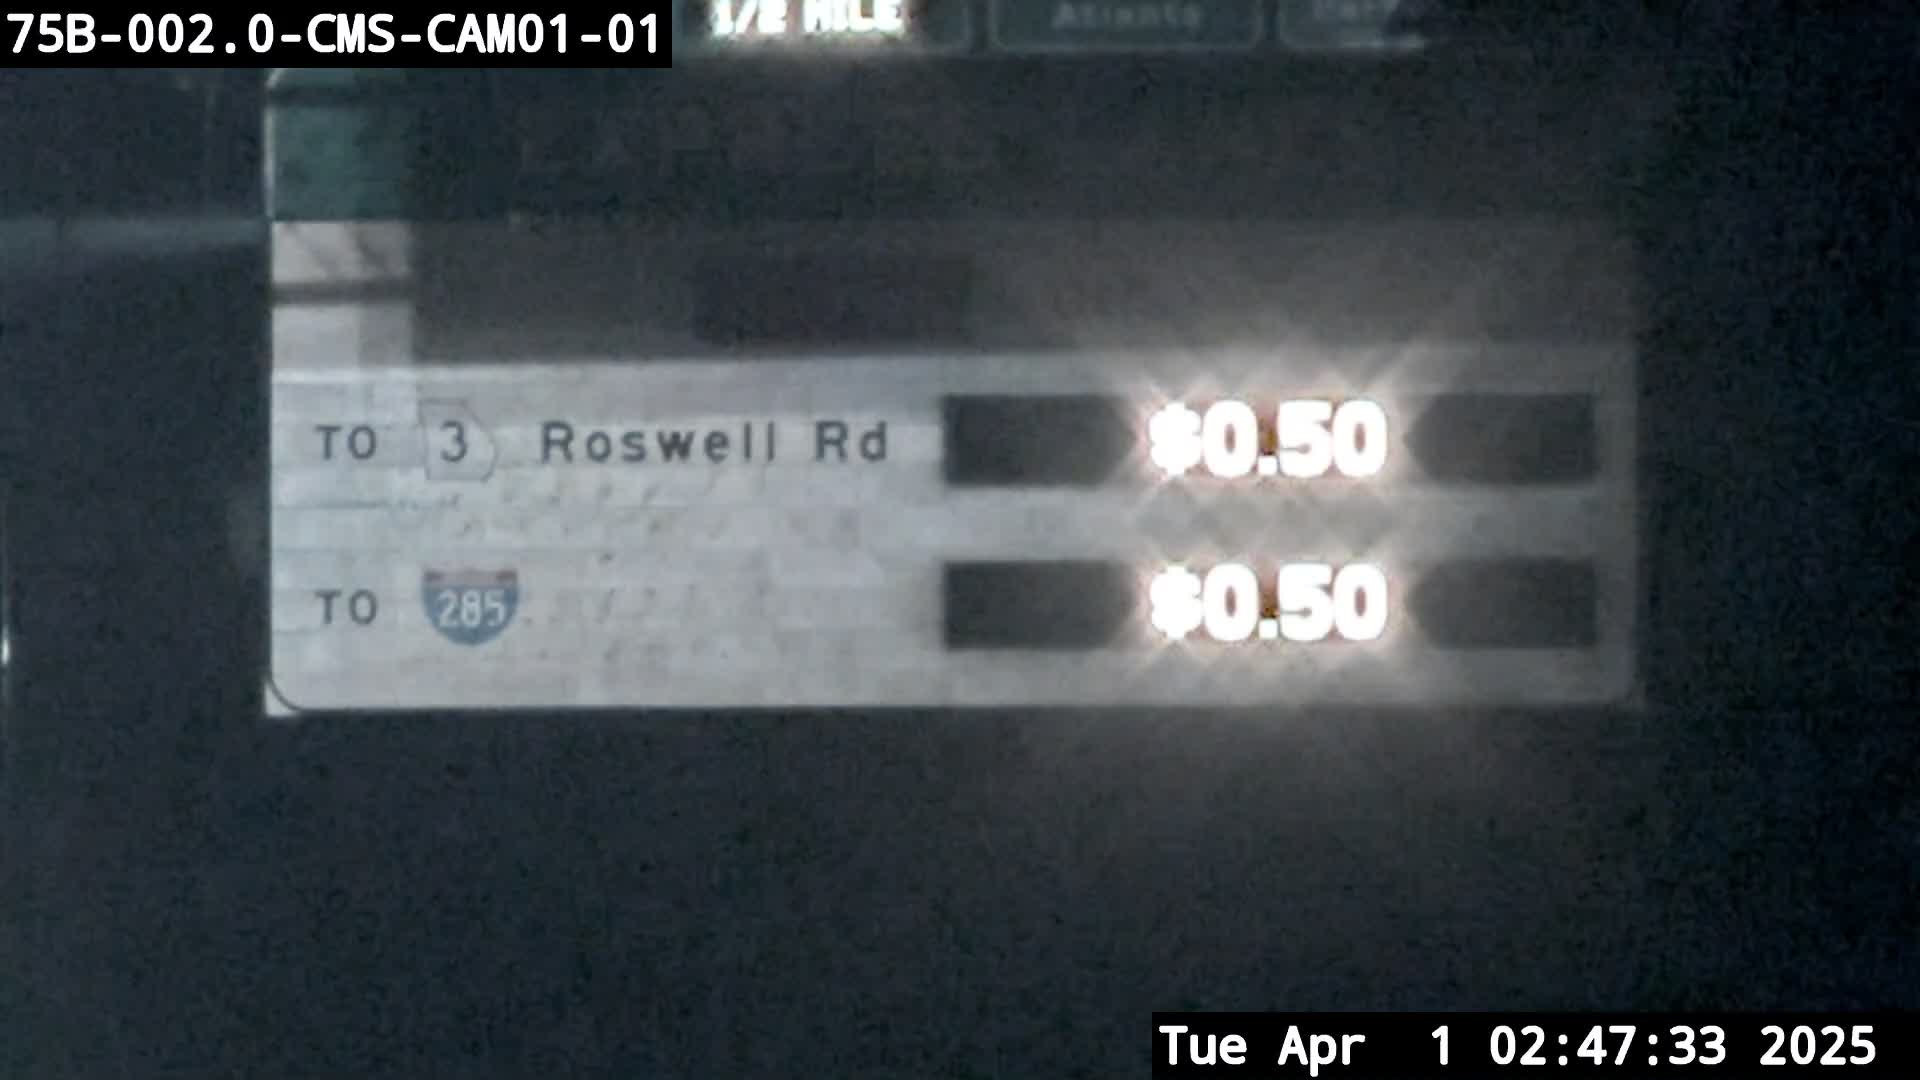 75B-002.0-CMS-CAM01-01
1/2 MILE
Atlanta
TO 3 Roswell Rd $0.50
TO 285 $0.50
Tue Apr 1 02:47:33 2025